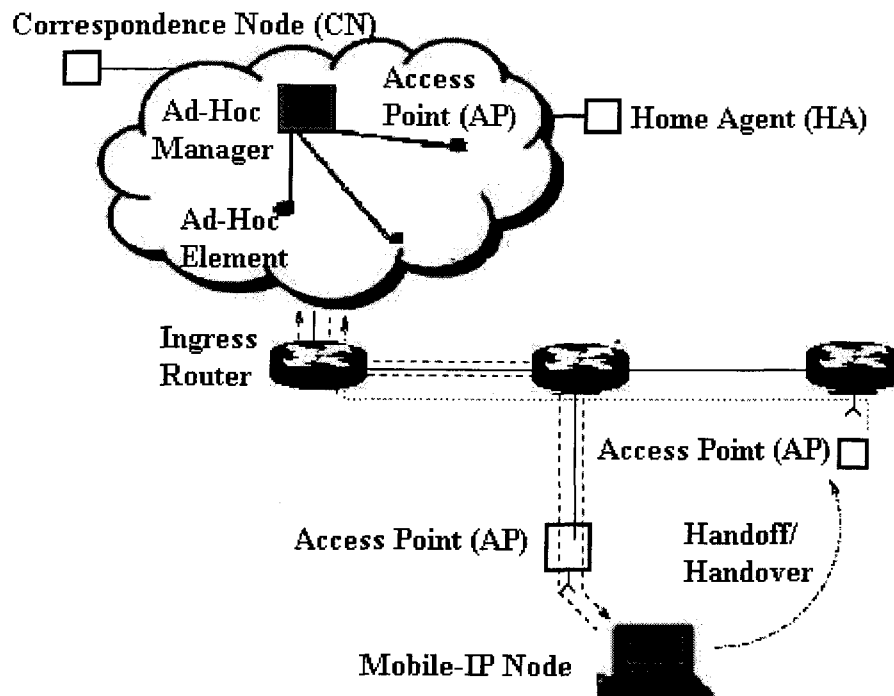 Correspondence Node (CN)
Access
Point (AP)
Ad-Hoc
Manager
Home Agent (HA)
Ad-Hoc
Element
Ingress
Router
Access Point (AP)
Access Point (AP)
Handoff/
Handover
Mobile-IP Node